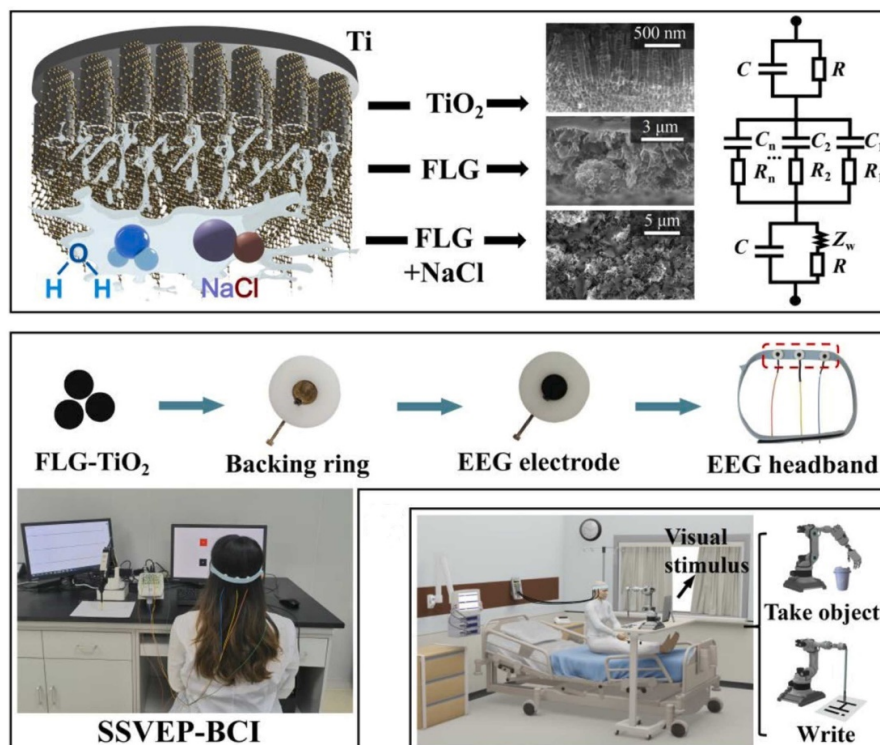 Ti
TiO₂
FLG
FLG
+NaCl
H
O
H
NaCl
500 nm
3 μm
5 μm
C
R
Cₙ
...
C₂
Rₙ
R₂
C
Z_w
R
FLG-TiO₂
Backing ring
EEG electrode
EEG headband
SSVEP-BCI
Visual
stimulus
Take object
Write